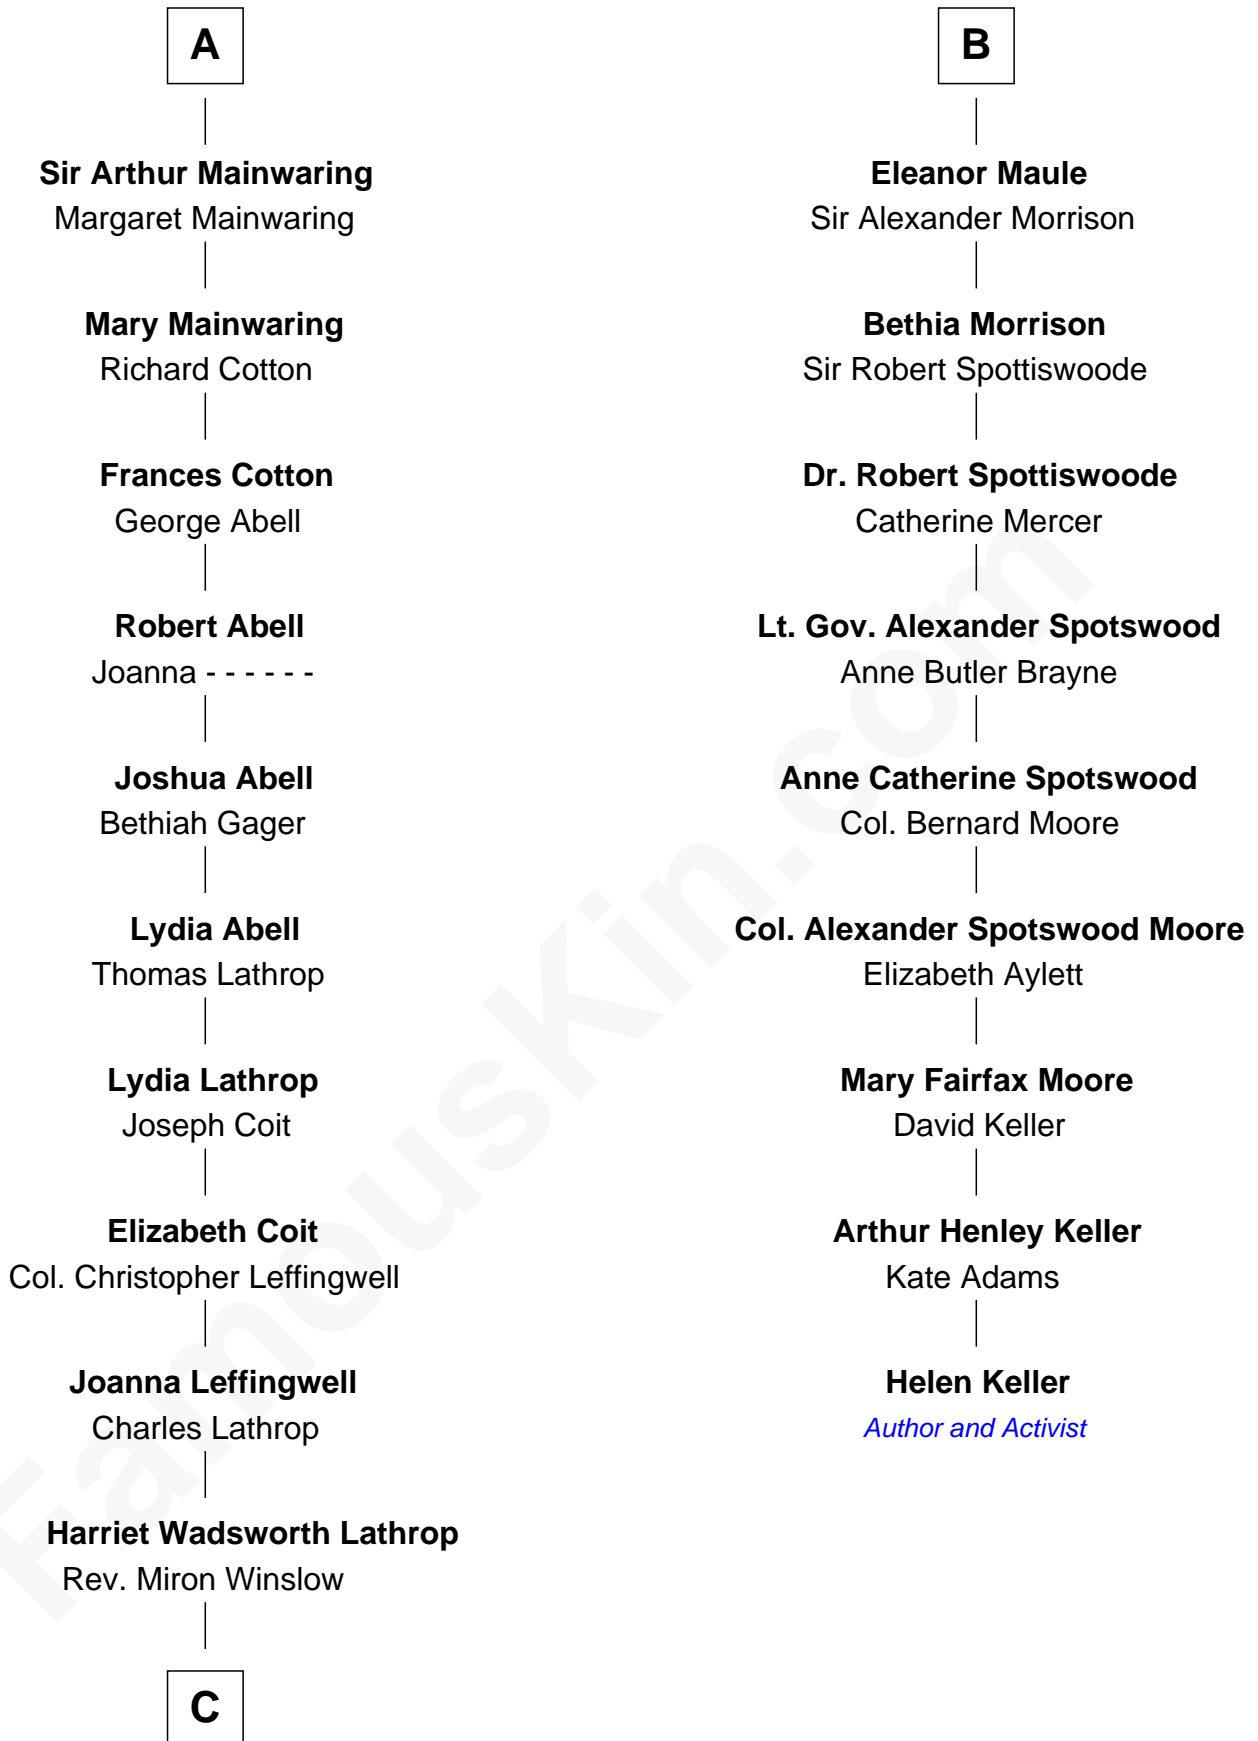 A
Sir Arthur Mainwaring
Margaret Mainwaring
Mary Mainwaring
Richard Cotton
Frances Cotton
George Abell
Robert Abell
Joanna - - - - - -
Joshua Abell
Bethiah Gager
Lydia Abell
Thomas Lathrop
Lydia Lathrop
Joseph Coit
Elizabeth Coit
Col. Christopher Leffingwell
Joanna Leffingwell
Charles Lathrop
Harriet Wadsworth Lathrop
Rev. Miron Winslow
C
B
Eleanor Maule
Sir Alexander Morrison
Bethia Morrison
Sir Robert Spottiswoode
Dr. Robert Spottiswoode
Catherine Mercer
Lt. Gov. Alexander Spotswood
Anne Butler Brayne
Anne Catherine Spotswood
Col. Bernard Moore
Col. Alexander Spotswood Moore
Elizabeth Aylett
Mary Fairfax Moore
David Keller
Arthur Henley Keller
Kate Adams
Helen Keller
Author and Activist
FamousKin.com